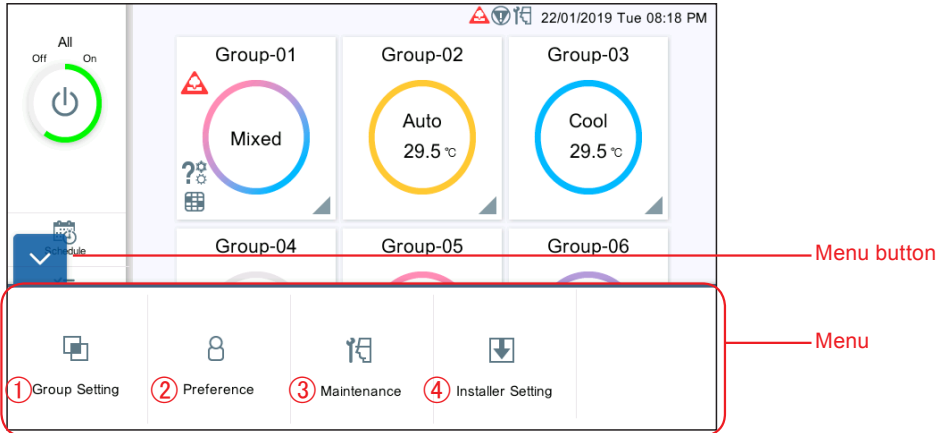 22/01/2019 Tue 08:18 PM
All
Off On
Group-01 Group-02 Group-03
Mixed
Auto
29.5 ℃
Cool
29.5 ℃
Schedule
Group-04 Group-05 Group-06
Menu button
Menu
① Group Setting ② Preference ③ Maintenance ④ Installer Setting